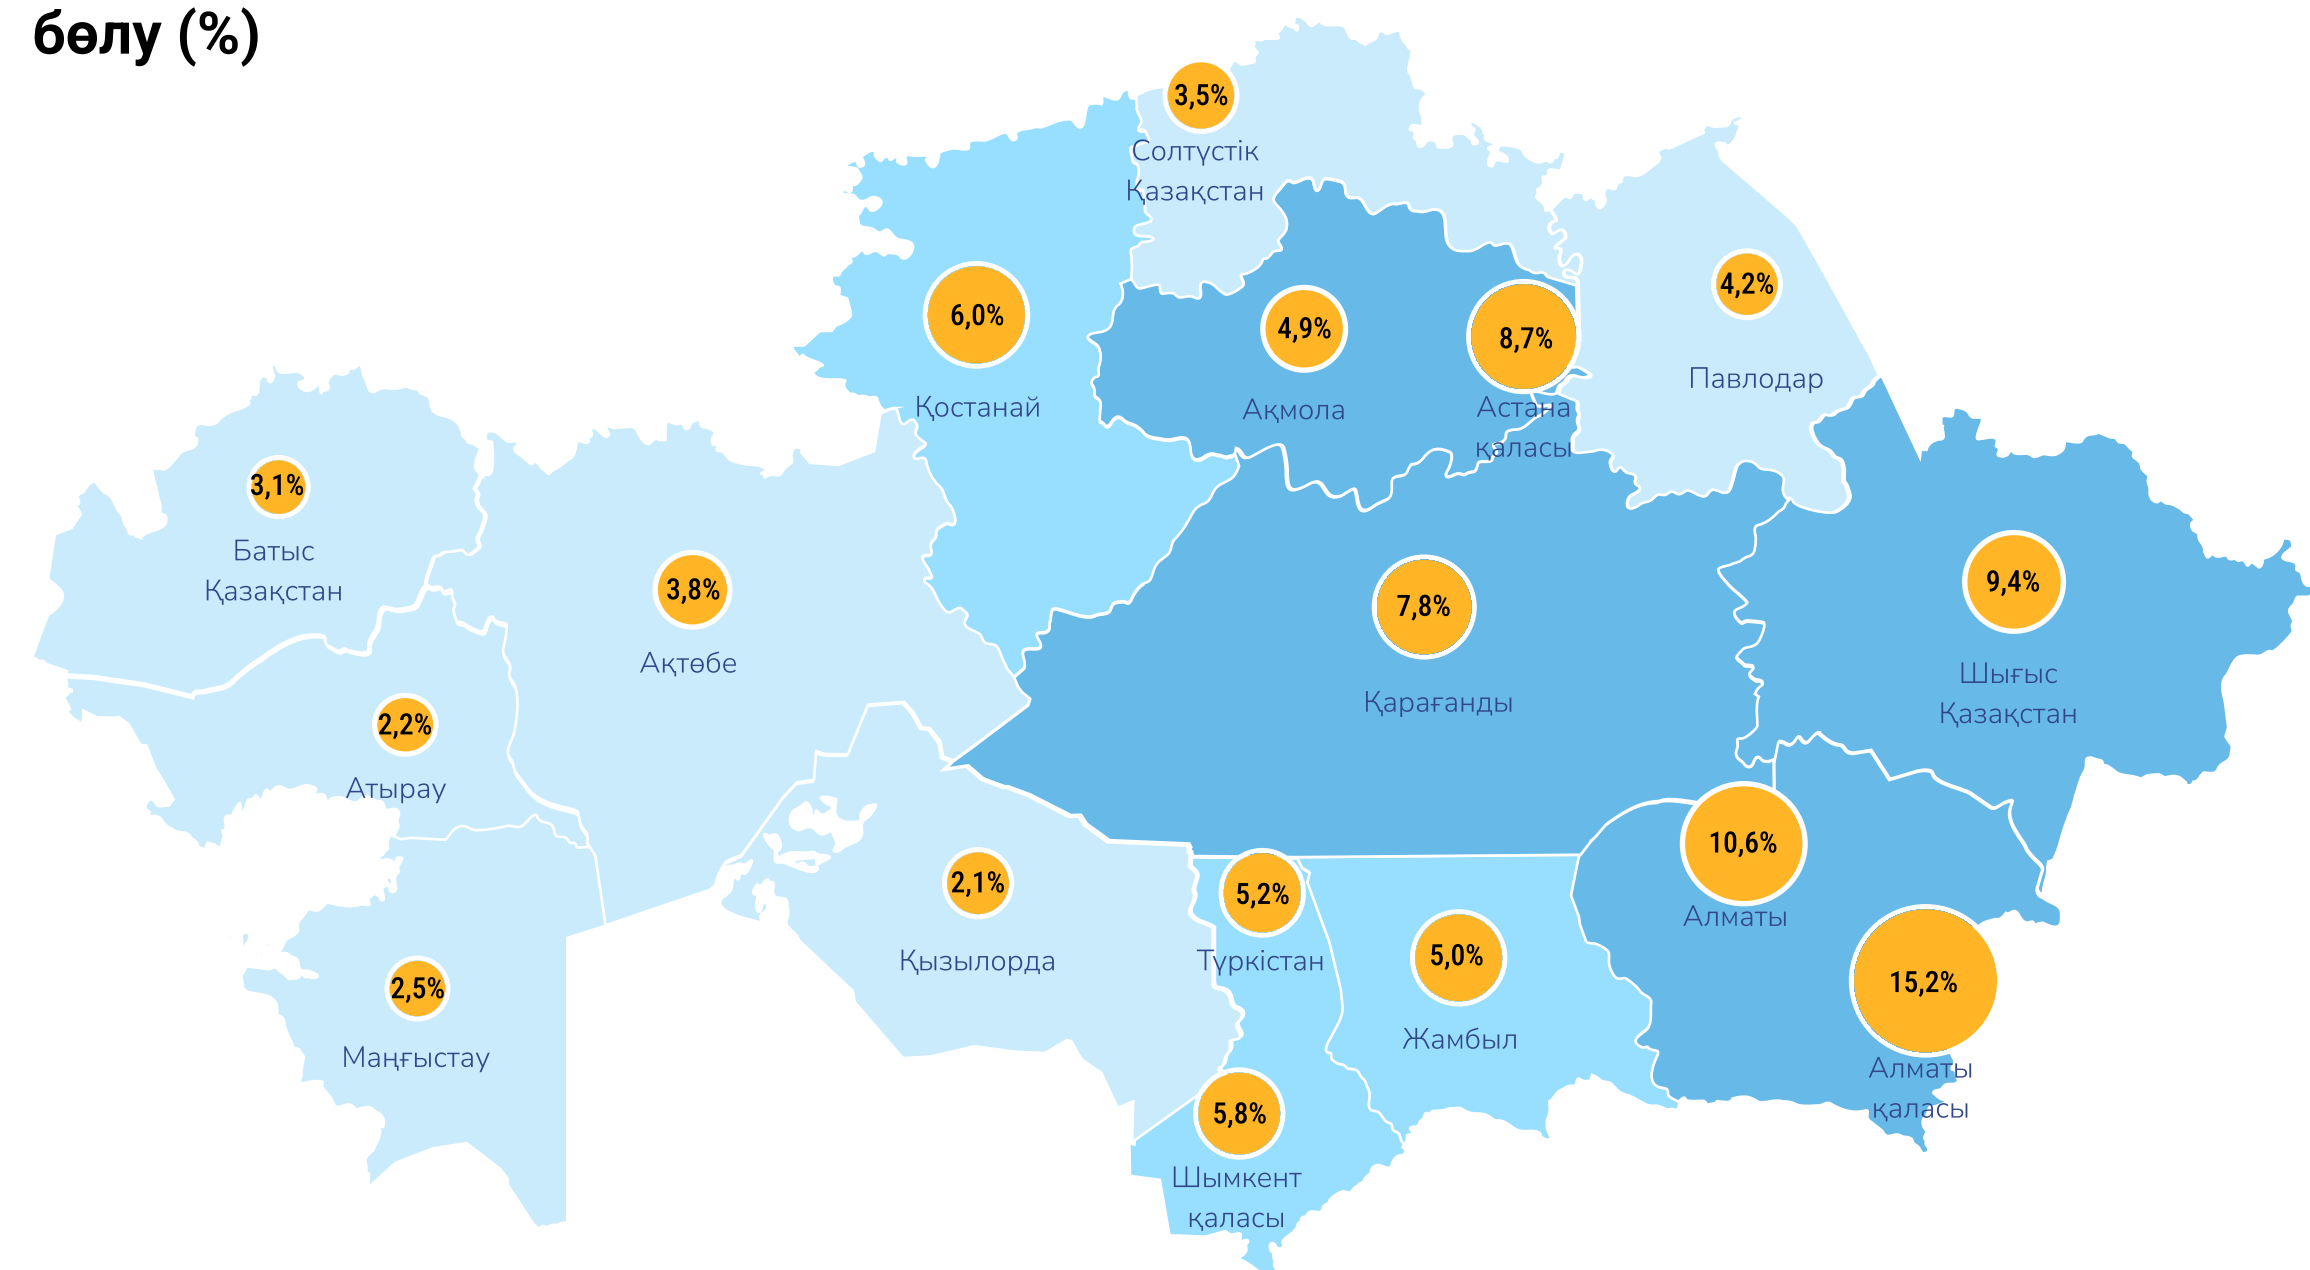 бөлу (%)
3,5%
Солтүстік
Қазақстан
4,2%
Павлодар
6,0%
Қостанай
4,9%
Ақмола
8,7%
Астана
қаласы
3,1%
Батыс
Қазақстан
3,8%
Ақтөбе
7,8%
Қарағанды
9,4%
Шығыс
Қазақстан
2,2%
Атырау
10,6%
Алматы
2,1%
Қызылорда
5,2%
Түркістан
5,0%
Жамбыл
15,2%
Алматы
қаласы
2,5%
Маңғыстау
5,8%
Шымкент
қаласы